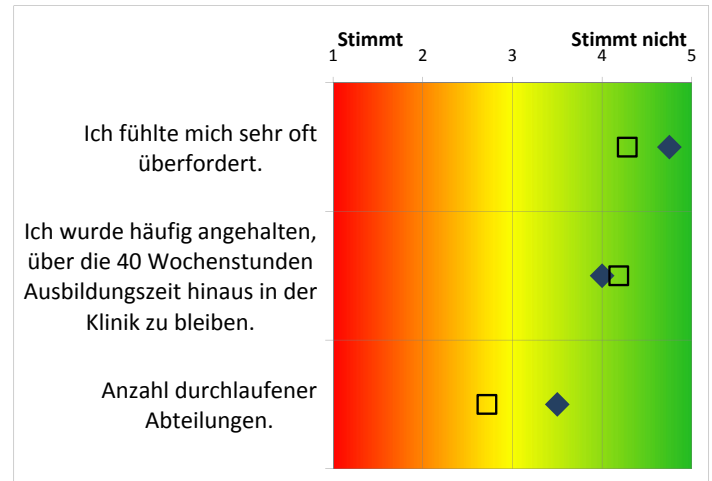 Stimmt Stimmt nicht
1 2 3 4 5
Ich fühlte mich sehr oft
überfordert.
Ich wurde häufig angehalten,
über die 40 Wochenstunden
Ausbildungszeit hinaus in der
Klinik zu bleiben.
Anzahl durchlaufener
Abteilungen.